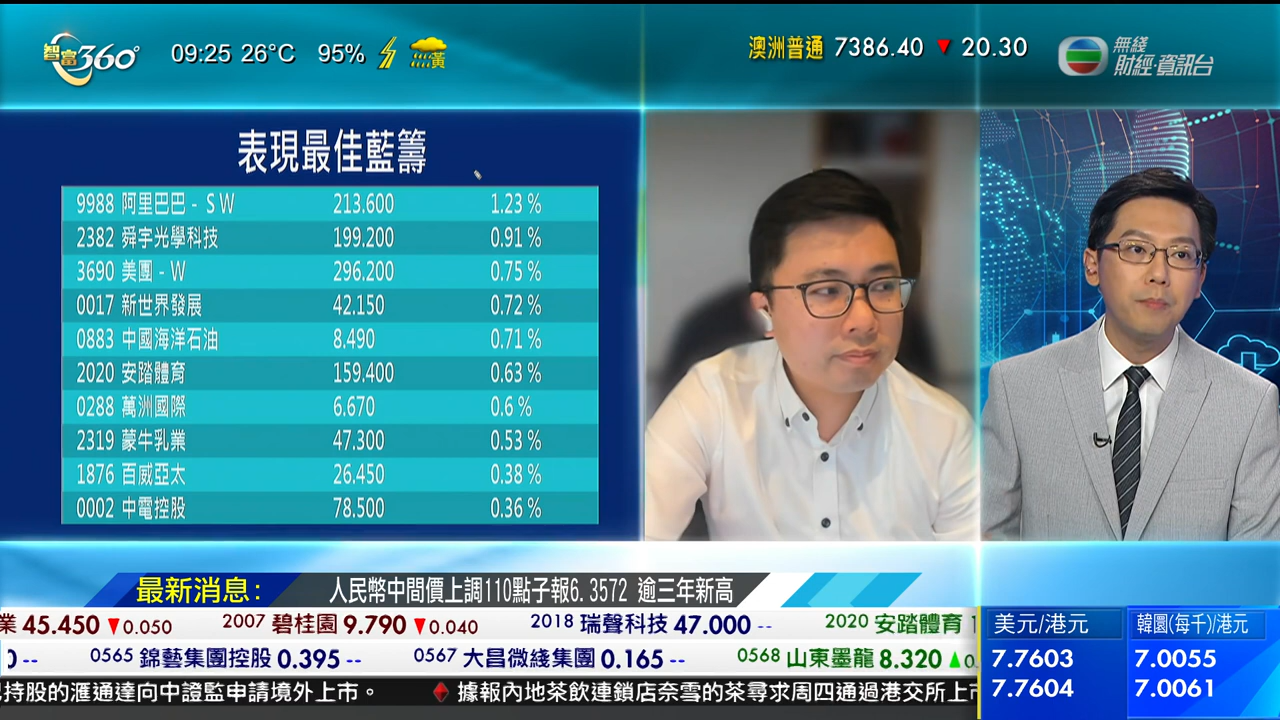 智富360°
09:25 26°C 95% 黃
澳洲普通 7386.40 ▼ 20.30
無綫
財經·資訊台
表現最佳藍籌
9988 阿里巴巴 - S W 213.600 1.23 %
2382 舜宇光學科技 199.200 0.91 %
3690 美團 - W 296.200 0.75 %
0017 新世界發展 42.150 0.72 %
0883 中國海洋石油 8.490 0.71 %
2020 安踏體育 159.400 0.63 %
0288 萬洲國際 6.670 0.6 %
2319 蒙牛乳業 47.300 0.53 %
1876 百威亞太 26.450 0.38 %
0002 中電控股 78.500 0.36 %
最新消息:
人民幣中間價上調110點子報6.3572 逾三年新高
業 45.450 ▼0.050 2007 碧桂園 9.790 ▼0.040 2018 瑞聲科技 47.000 -- 2020 安踏體育 1
0 -- 0565 錦藝集團控股 0.395 -- 0567 大昌微綫集團 0.165 -- 0568 山東墨龍 8.320 ▲0
持股的滙通達向中證監申請境外上市。 ♦ 據報內地茶飲連鎖店奈雪的茶尋求周四通過港交所上市
美元/港元
7.7603
7.7604
韓圜(每千)/港元
7.0055
7.0061